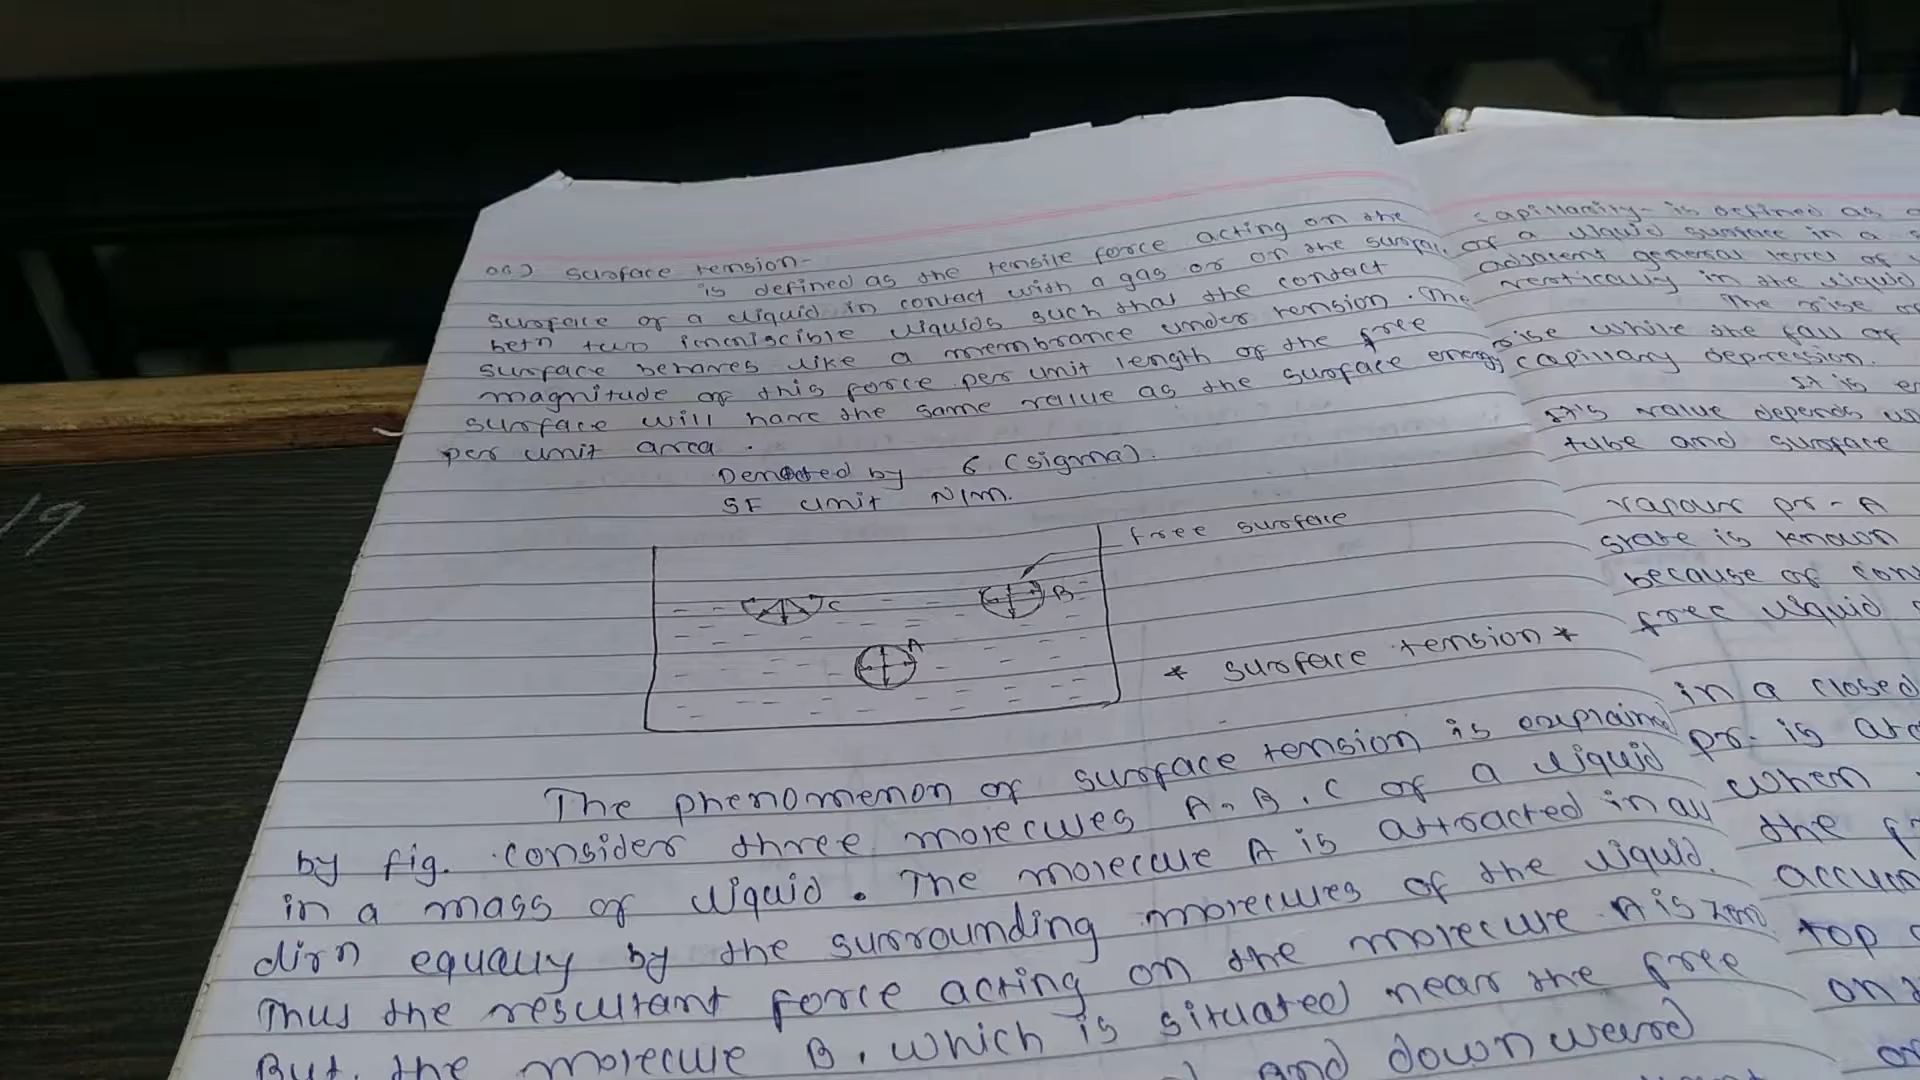 06) Surface tension-
is defined as the tensile force acting on the
surface of a liquid in contact with a gas or on the surface
betn two immiscible liquids such that the contact
surface behaves like a membrane under tension. The
magnitude of this force per unit length of the free
surface will have the same value as the surface energy
per unit area.
Denoted by 6 (sigma).
SI unit N/m.
free surface
C
B
A
* surface tension *
The phenomenon of surface tension is explained
by fig. consider three molecules A, B, C of a liquid
in a mass of liquid. The molecule A is attracted in all
dirn equally by the surrounding molecules of the liquid.
Thus the resultant force acting on the molecule A is zero
But, the molecule B, which is situated near the free
and downward
Capillarity- is defined as
of a liquid surface in a
adjacent general level of
vertically in the liquid
The rise of
rise while the fall of
capillary depression.
It is
It's value depends
tube and surface
vapour pr- A
state is known
because of
free liquid
in a closed
pr. is
When
the
top
19